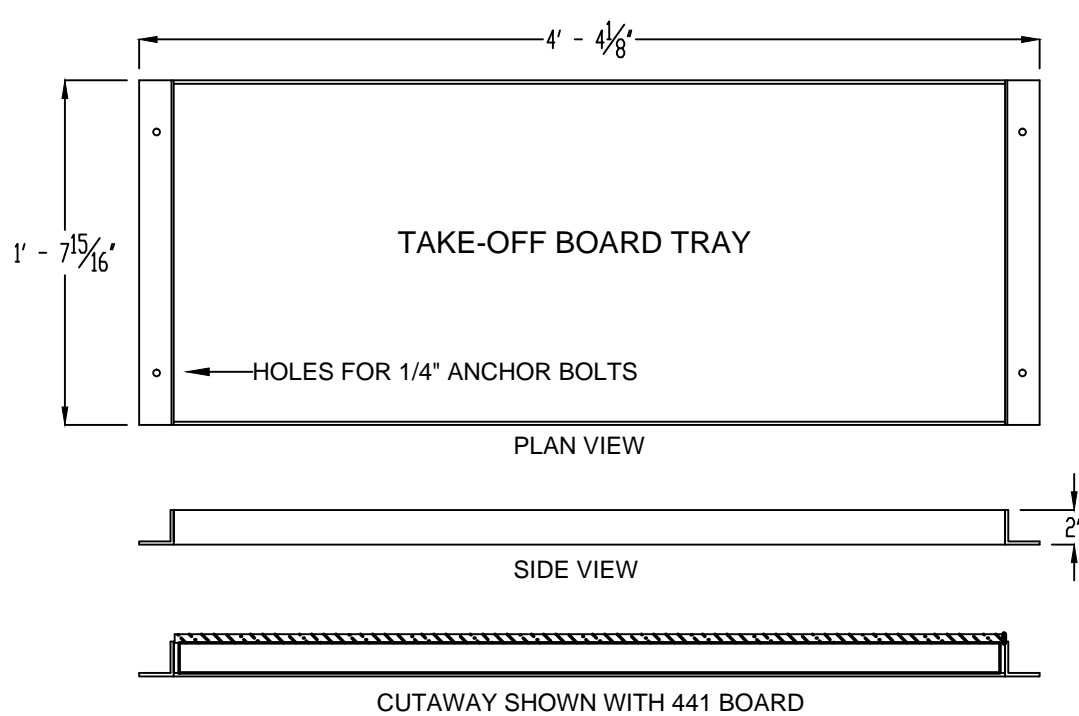 4' - 4 1/8"
1' - 7 15/16"
TAKE-OFF BOARD TRAY
HOLES FOR 1/4" ANCHOR BOLTS
PLAN VIEW
2"
SIDE VIEW
CUTAWAY SHOWN WITH 441 BOARD